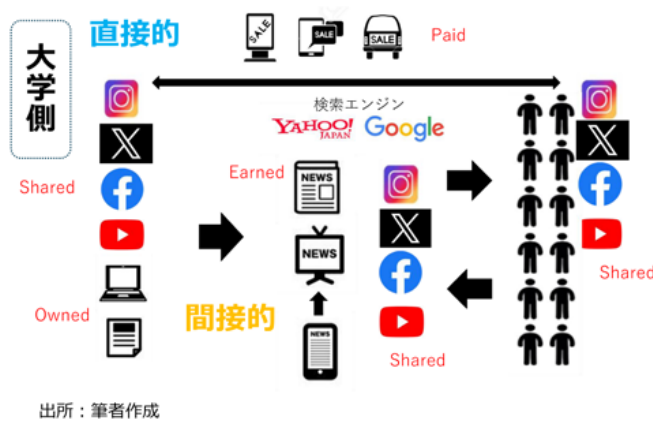 大学側
直接的
SALE
SALE
SALE
Paid
検索エンジン
YAHOO!
JAPAN
Google
Shared
Earned
NEWS
NEWS
NEWS
Owned
間接的
Shared
Shared
出所：筆者作成